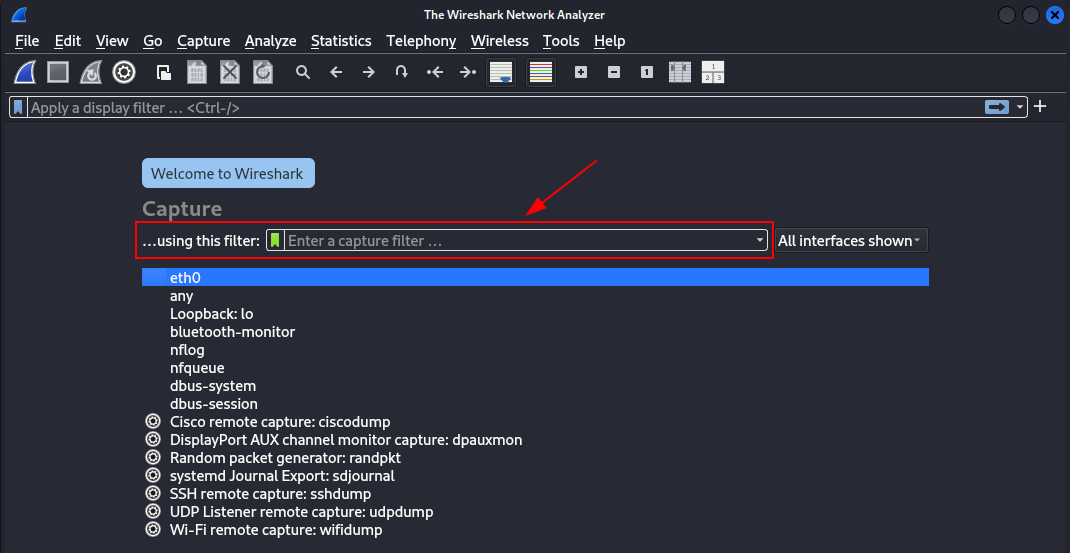 The Wireshark Network Analyzer
File Edit View Go Capture Analyze Statistics Telephony Wireless Tools Help
1
1
2 3
Apply a display filter … <Ctrl-/>
Welcome to Wireshark
Capture
…using this filter: Enter a capture filter … All interfaces shown
eth0
any
Loopback: lo
bluetooth-monitor
nflog
nfqueue
dbus-system
dbus-session
Cisco remote capture: ciscodump
DisplayPort AUX channel monitor capture: dpauxmon
Random packet generator: randpkt
systemd Journal Export: sdjournal
SSH remote capture: sshdump
UDP Listener remote capture: udpdump
Wi-Fi remote capture: wifidump